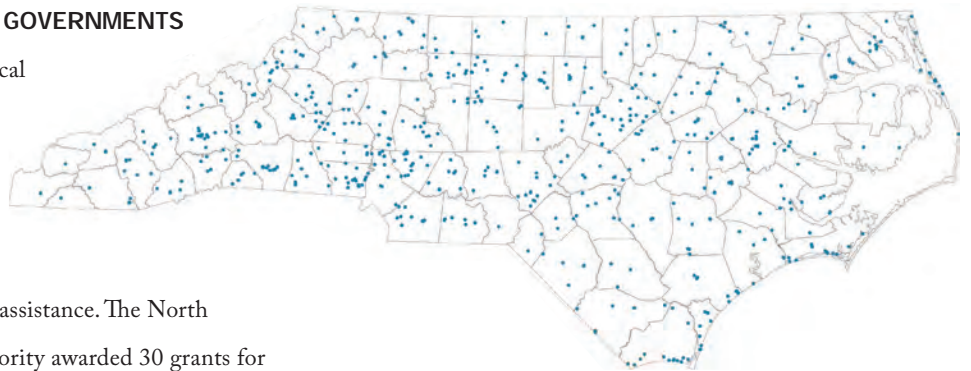 GOVERNMENTS
cal
assistance. The North
ority awarded 30 grants for